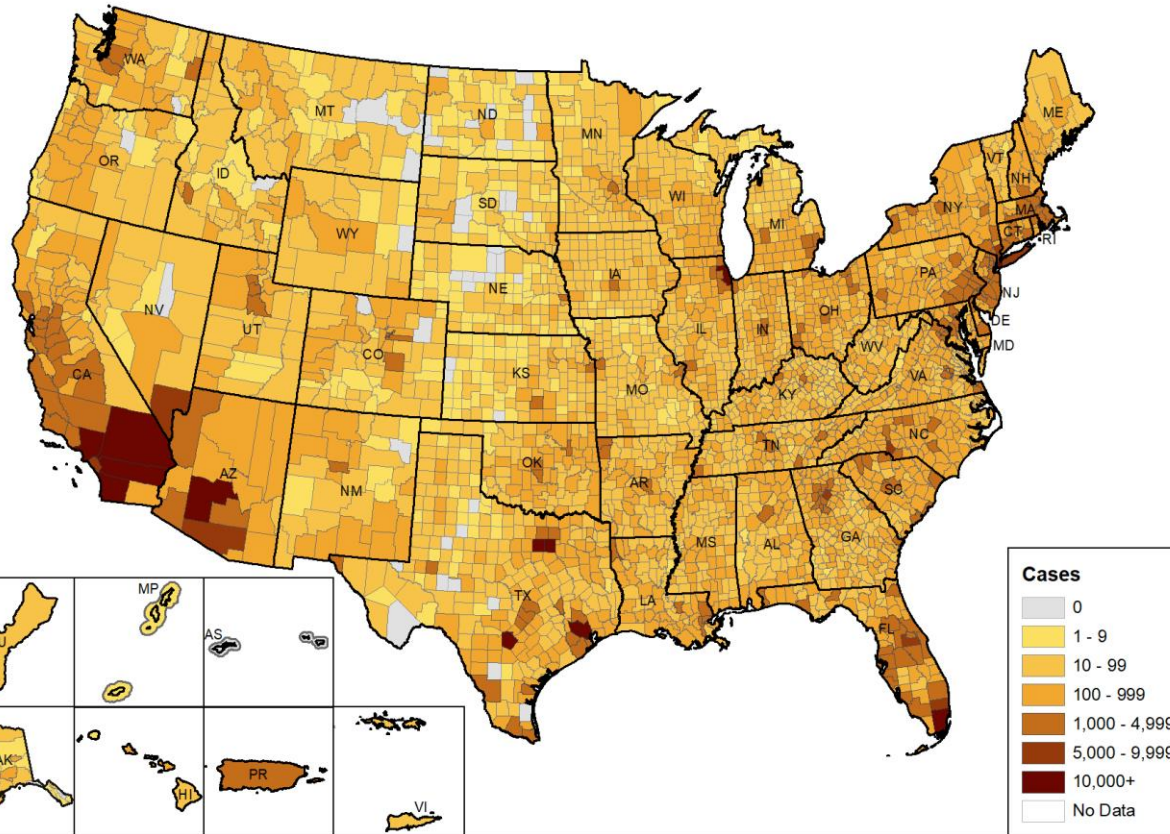 WA
MT
ND
MN
ME
OR
ID
SD
WI
VT
NH
NY
MA
WY
MI
CT
RI
IA
PA
NE
NV
NJ
OH
UT
IL
IN
DE
CO
MD
WV
CA
KS
MO
VA
KY
NC
TN
AZ
OK
NM
AR
SC
MS
AL
GA
TX
LA
FL
MP
AS
AK
HI
PR
VI
Cases
0
1 - 9
10 - 99
100 - 999
1,000 - 4,999
5,000 - 9,999
10,000+
No Data